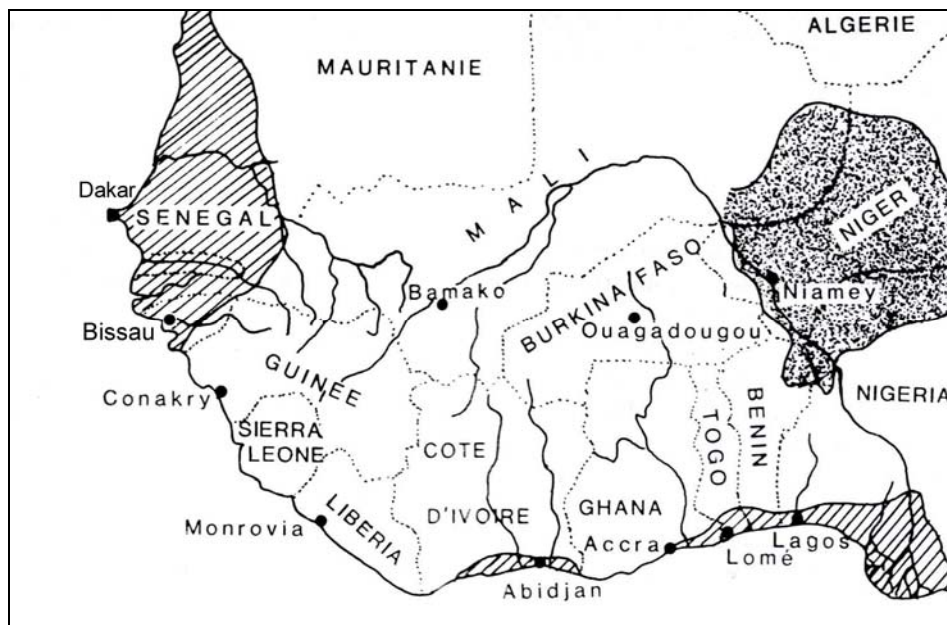 ALGERIE
MAURITANIE
MALI
Dakar
SENEGAL
NIGER
Bamako
BURKINA FASO
Niamey
Bissau
Ouagadougou
GUINEE
Conakry
BENIN
NIGERIA
SIERRA
LEONE
COTE
TOGO
LIBERIA
D'IVOIRE
GHANA
Monrovia
Accra
Lagos
Lomé
Abidjan